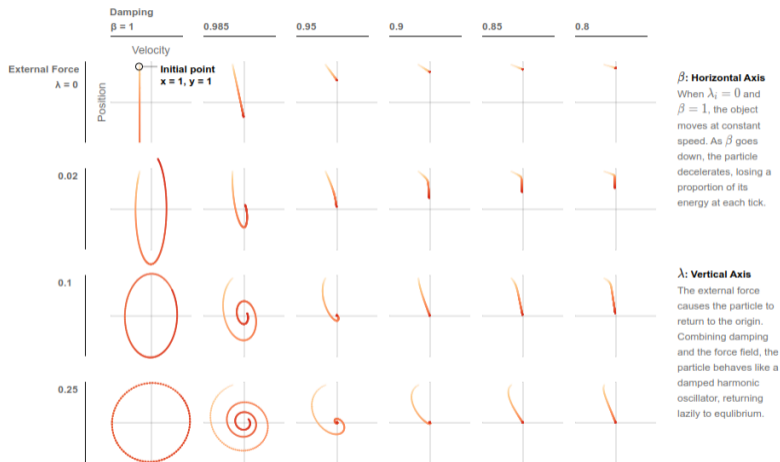 Damping
β = 1
0.985
0.95
0.9
0.85
0.8
Velocity
External Force
λ = 0
Position
Initial point
x = 1, y = 1
0.02
0.1
0.25
β: Horizontal Axis
When λᵢ = 0 and
β = 1, the object
moves at constant
speed. As β goes
down, the particle
decelerates, losing a
proportion of its
energy at each tick.
λ: Vertical Axis
The external force
causes the particle to
return to the origin.
Combining damping
and the force field, the
particle behaves like a
damped harmonic
oscillator, returning
lazily to equlibrium.